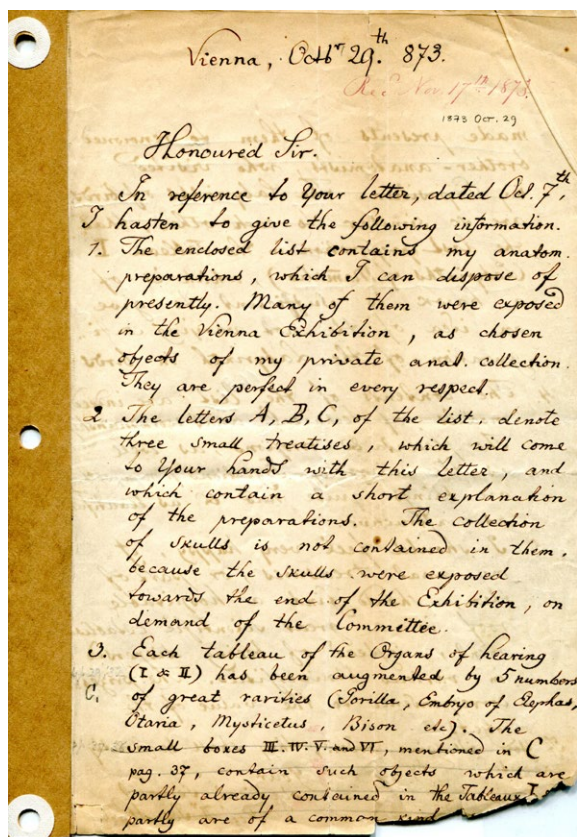 Vienna, Octbr 29th. 873.
Recd Nov. 17th 1873.
1873 Oct. 29
Honoured Sir.
In reference to Your letter, dated Oct. 7th,
I hasten to give the following information.
1. The enclosed list contains my anatom.
preparations, which I can dispose of
presently. Many of them were exposed
in the Vienna Exhibition, as chosen
objects of my private anat. collection.
They are perfect in every respect.
2. The letters A, B, C, of the list, denote
three small treatises, which will come
to Your hands with this letter, and
which contain a short explanation
of the preparations. The collection
of skulls is not contained in them,
because the skulls were exposed
towards the end of the Exhibition, on
demand of the Committee.
3. Each tableau of the Organs of hearing
(I & II) has been augmented by 5 numbers
C. of great rarities (Gorilla, Embryo of Elephas,
Otaria, Mysticetus, Bison etc). The
small boxes III. IV. V. and VI, mentioned in C
pag. 37, contain such objects which are
partly already contained in the Tableaux I
partly are of a common kind